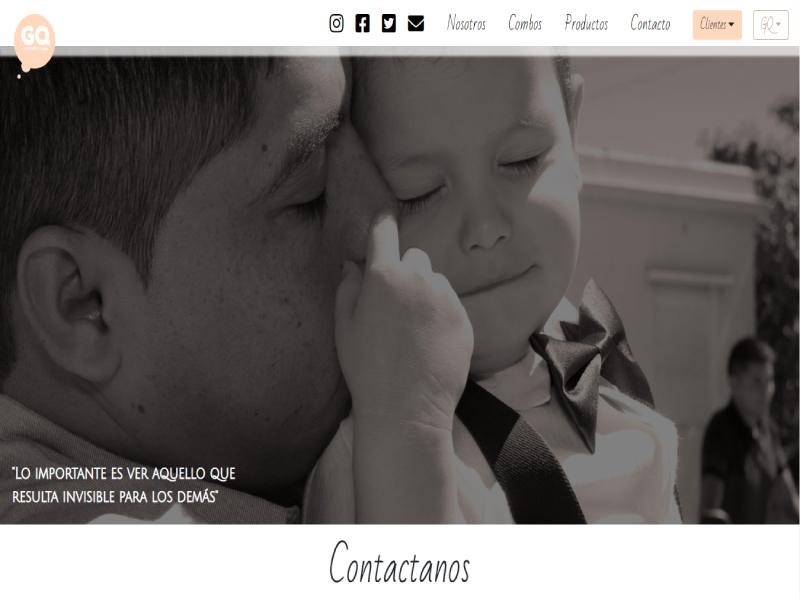 GQ
Nosotros
Combos
Productos
Contacto
Clientes
GQ
"LO IMPORTANTE ES VER AQUELLO QUE
RESULTA INVISIBLE PARA LOS DEMÁS"
Contactanos